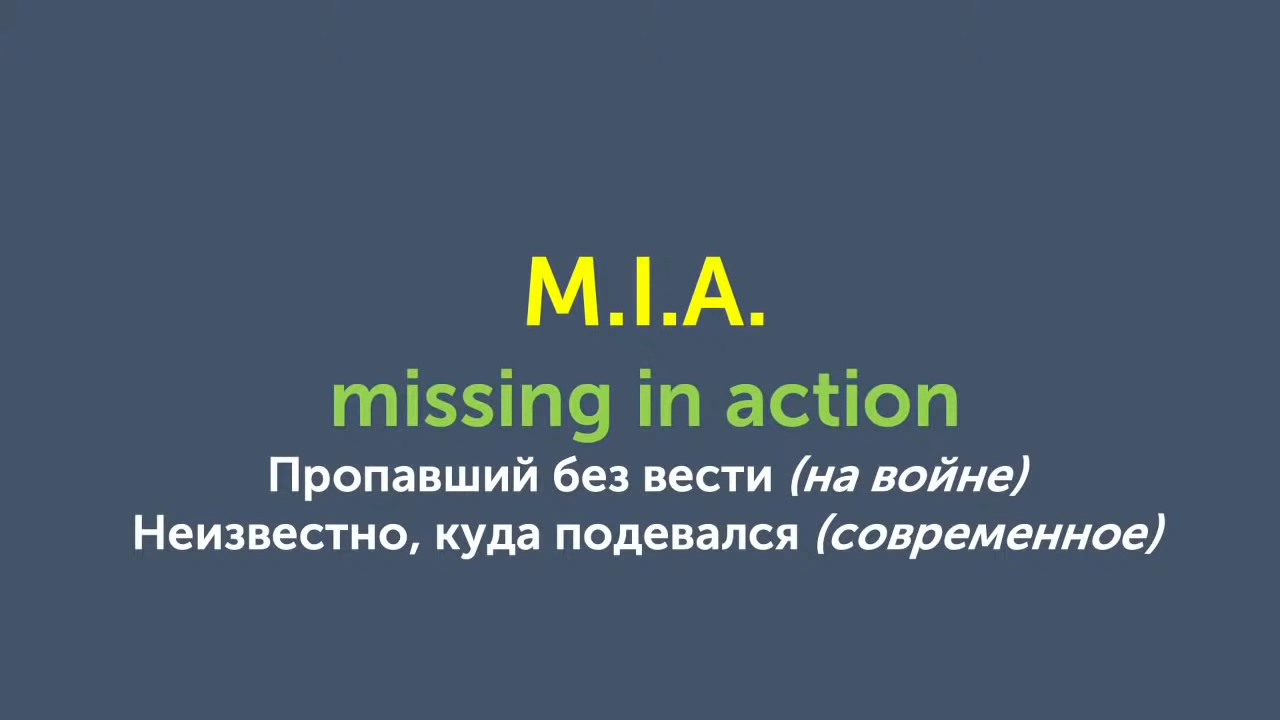 M.I.A.
missing in action
Пропавший без вести (на войне)
Неизвестно, куда подевался (современное)